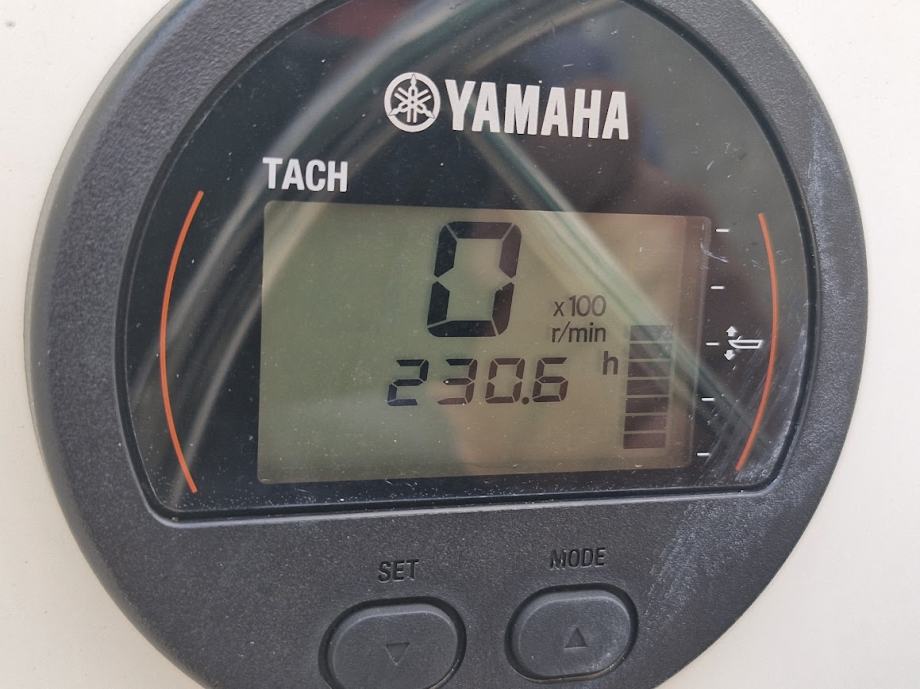 YAMAHA
TACH
0
x100
r/min
230.6 h
SET
MODE